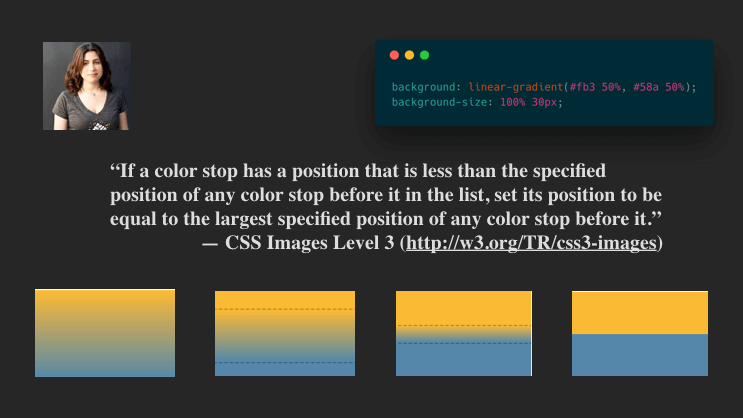 background: linear-gradient(#fb3 50%, #58a 50%);
background-size: 100% 30px;
“If a color stop has a position that is less than the specified
position of any color stop before it in the list, set its position to be
equal to the largest specified position of any color stop before it.”
— CSS Images Level 3 (http://w3.org/TR/css3-images)